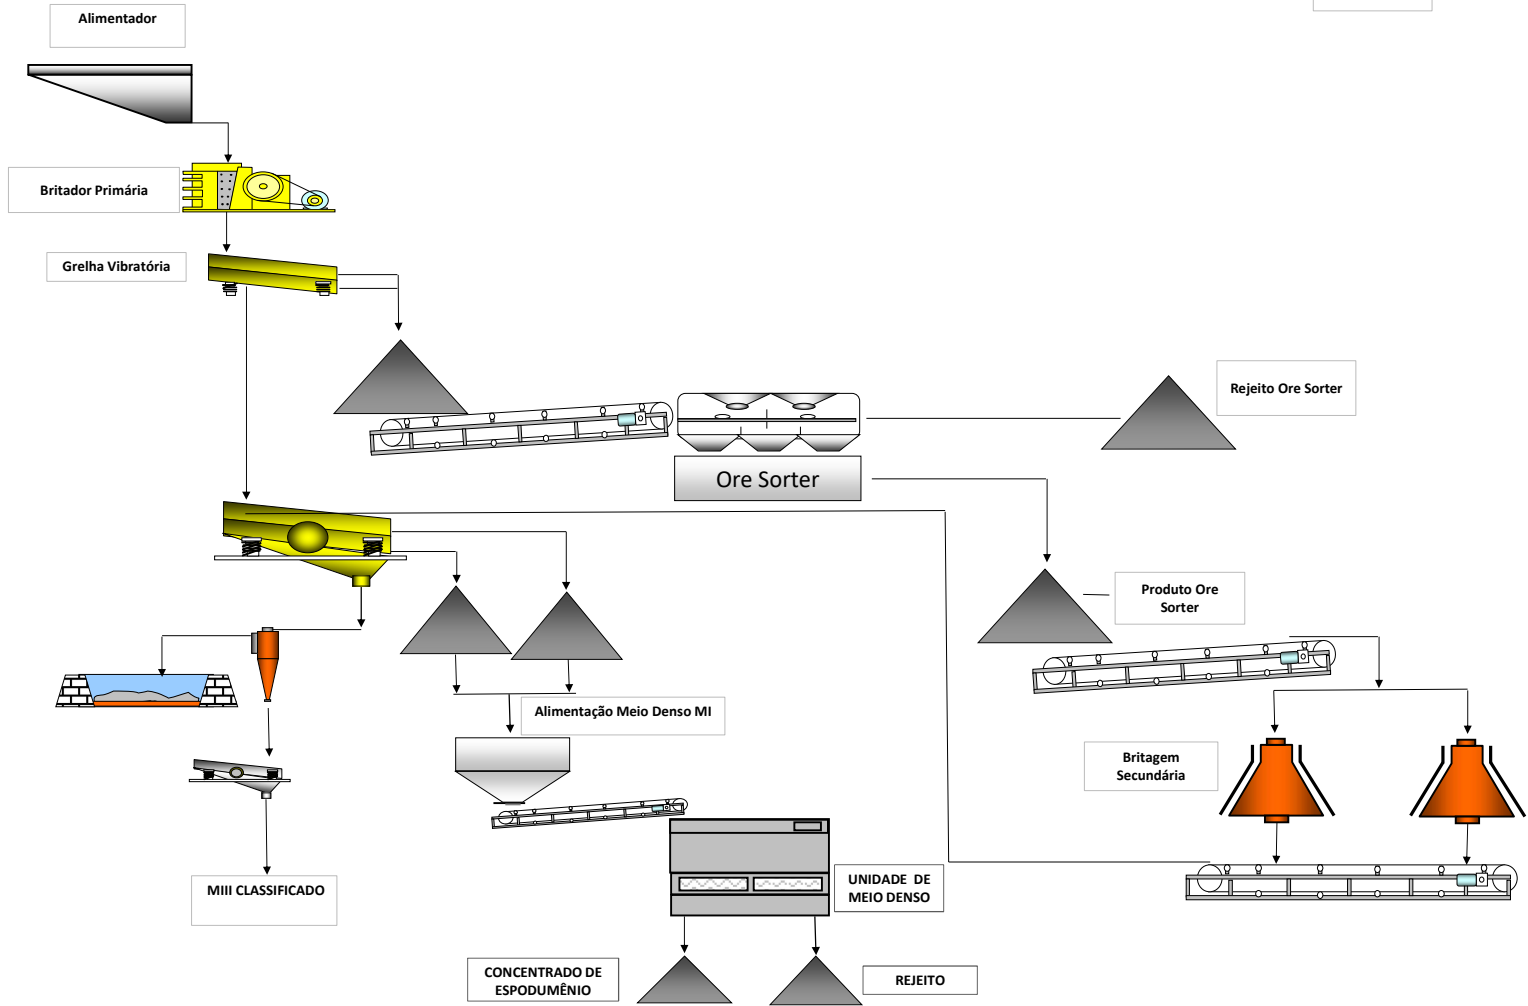 Alimentador
Britador Primária
Grelha Vibratória
Rejeito Ore Sorter
Ore Sorter
Produto Ore
Sorter
Alimentação Meio Denso MI
Britagem
Secundária
MIII CLASSIFICADO
UNIDADE DE
MEIO DENSO
CONCENTRADO DE
ESPODUMÊNIO
REJEITO